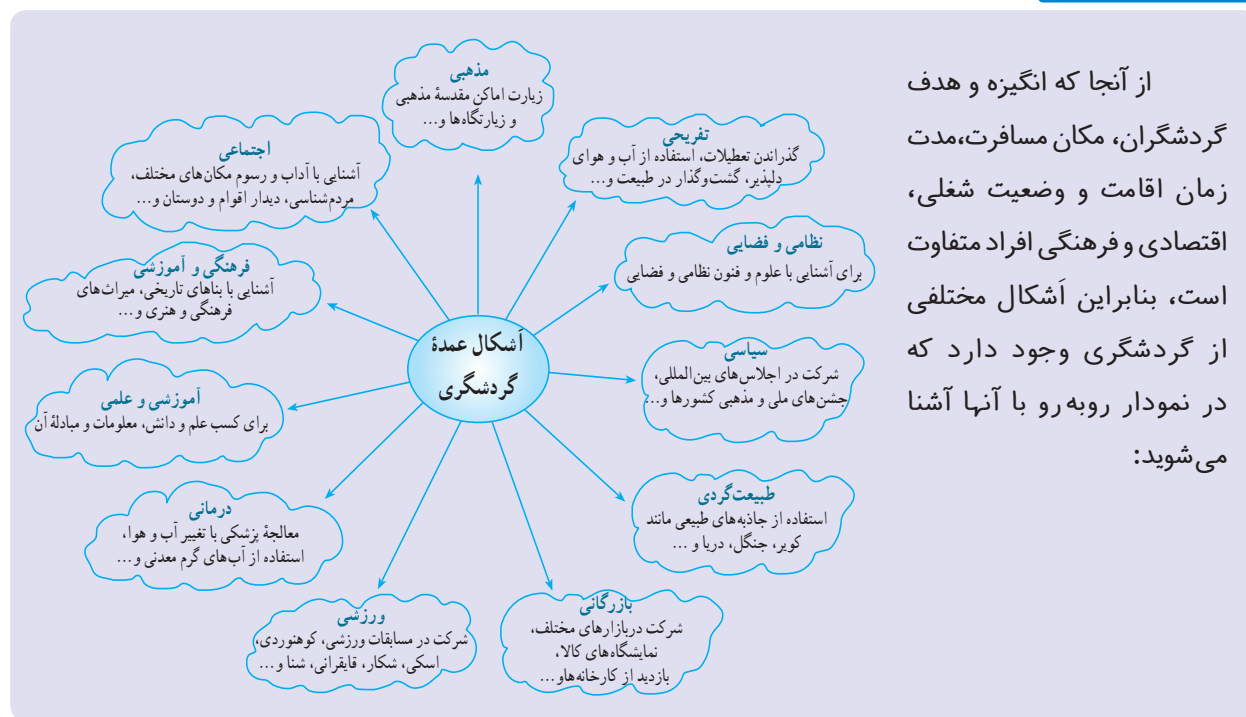 از آنجا که انگیزه و هدف
گردشگران، مکان مسافرت،مدت
زمان اقامت و وضعیت شغلی،
اقتصادی و فرهنگی افراد متفاوت
است، بنابراین اَشکال مختلفی
از گردشگری وجود دارد که
در نمودار روبه‌رو با آنها آشنا
می‌شوید:
اَشکال عمدهٔ
گردشگری
مذهبی
زیارت اماکن مقدسهٔ مذهبی
و زیارتگاه‌ها و...
تفریحی
گذراندن تعطیلات، استفاده از آب و هوای
دلپذیر، گشت‌وگذار در طبیعت و...
نظامی و فضایی
برای آشنایی با علوم و فنون نظامی و فضایی
سیاسی
شرکت در اجلاس‌های بین‌المللی،
جشن‌های ملی و مذهبی کشورها و...
طبیعت‌گردی
استفاده از جاذبه‌های طبیعی مانند
کویر، جنگل، دریا و ...
بازرگانی
شرکت دربازارهای مختلف،
نمایشگاه‌های کالا،
بازدید از کارخانه‌هاو...
ورزشی
شرکت در مسابقات ورزشی، کوهنوردی،
اسکی، شکار، قایقرانی، شنا و...
درمانی
معالجهٔ پزشکی با تغییر آب و هوا،
استفاده از آب‌های گرم معدنی و...
آموزشی و علمی
برای کسب علم و دانش، معلومات و مبادلهٔ آن
فرهنگی و آموزشی
آشنایی با بناهای تاریخی، میراث‌های
فرهنگی و هنری و...
اجتماعی
آشنایی با آداب و رسوم مکان‌های مختلف،
مردم‌شناسی، دیدار اقوام و دوستان و...